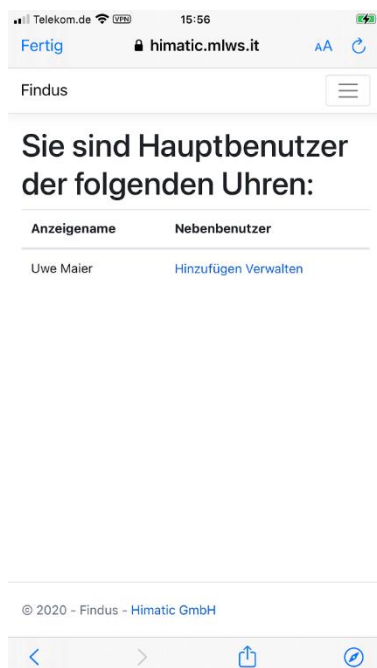 Telekom.de VPN 15:56
Fertig himatic.mlws.it AA
Findus
Sie sind Hauptbenutzer
der folgenden Uhren:
Anzeigename Nebenbenutzer
Uwe Maier Hinzufügen Verwalten
© 2020 - Findus - Himatic GmbH